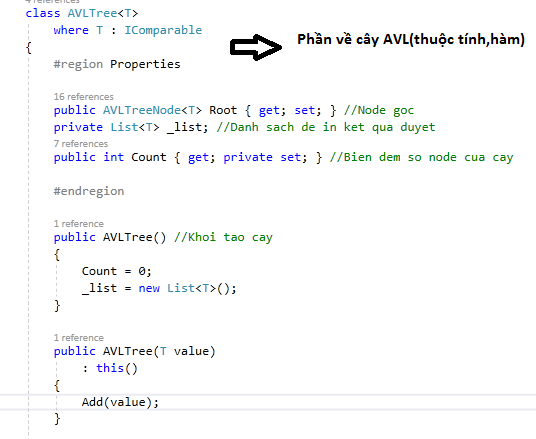 4 references
class AVLTree<T>
where T : IComparable
{
Phần về cây AVL(thuộc tính,hàm)
#region Properties
16 references
public AVLTreeNode<T> Root { get; set; } //Node goc
private List<T> _list; //Danh sach de in ket qua duyet
7 references
public int Count { get; private set; } //Bien dem so node cua cay
#endregion
1 reference
public AVLTree() //Khoi tao cay
{
Count = 0;
_list = new List<T>();
}
1 reference
public AVLTree(T value)
: this()
{
Add(value);
}